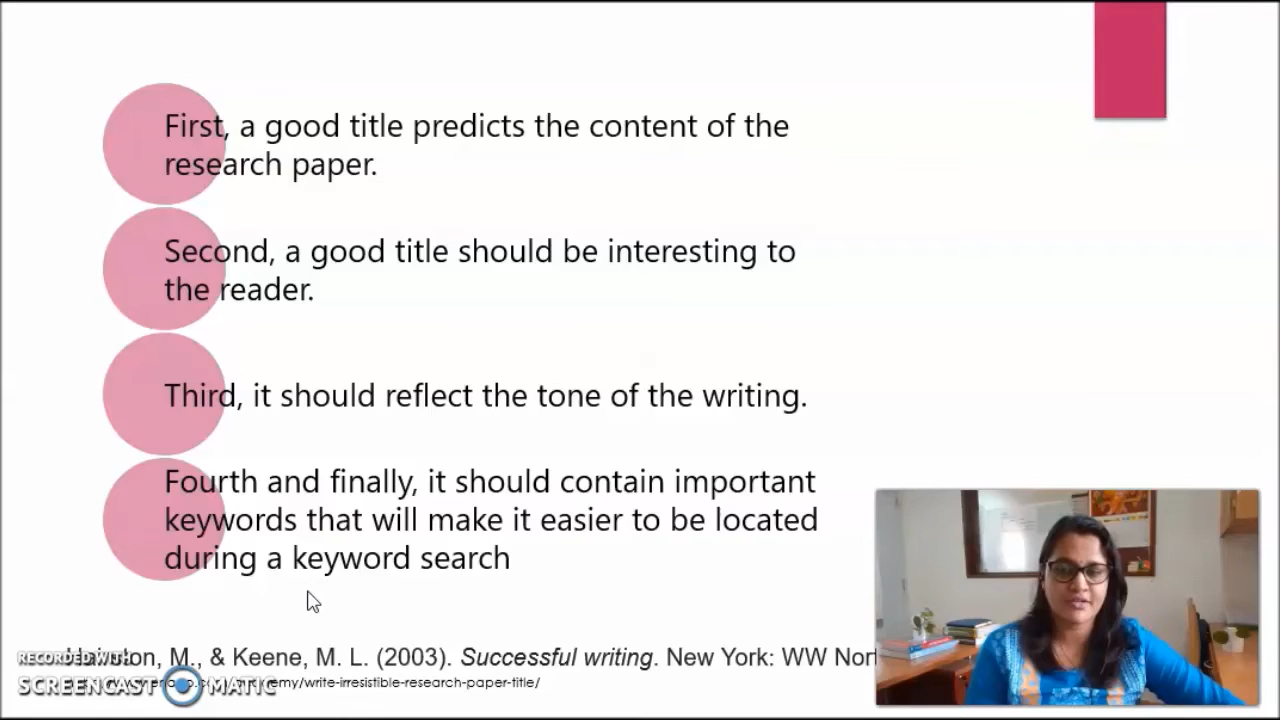 First, a good title predicts the content of the
research paper.
Second, a good title should be interesting to
the reader.
Third, it should reflect the tone of the writing.
Fourth and finally, it should contain important
keywords that will make it easier to be located
during a keyword search
M., & Keene, M. L. (2003). Successful writing. New York: WW Nor
RECORDED WITH
SCREENCAST MATIC
/write-irresistible-research-paper-title/